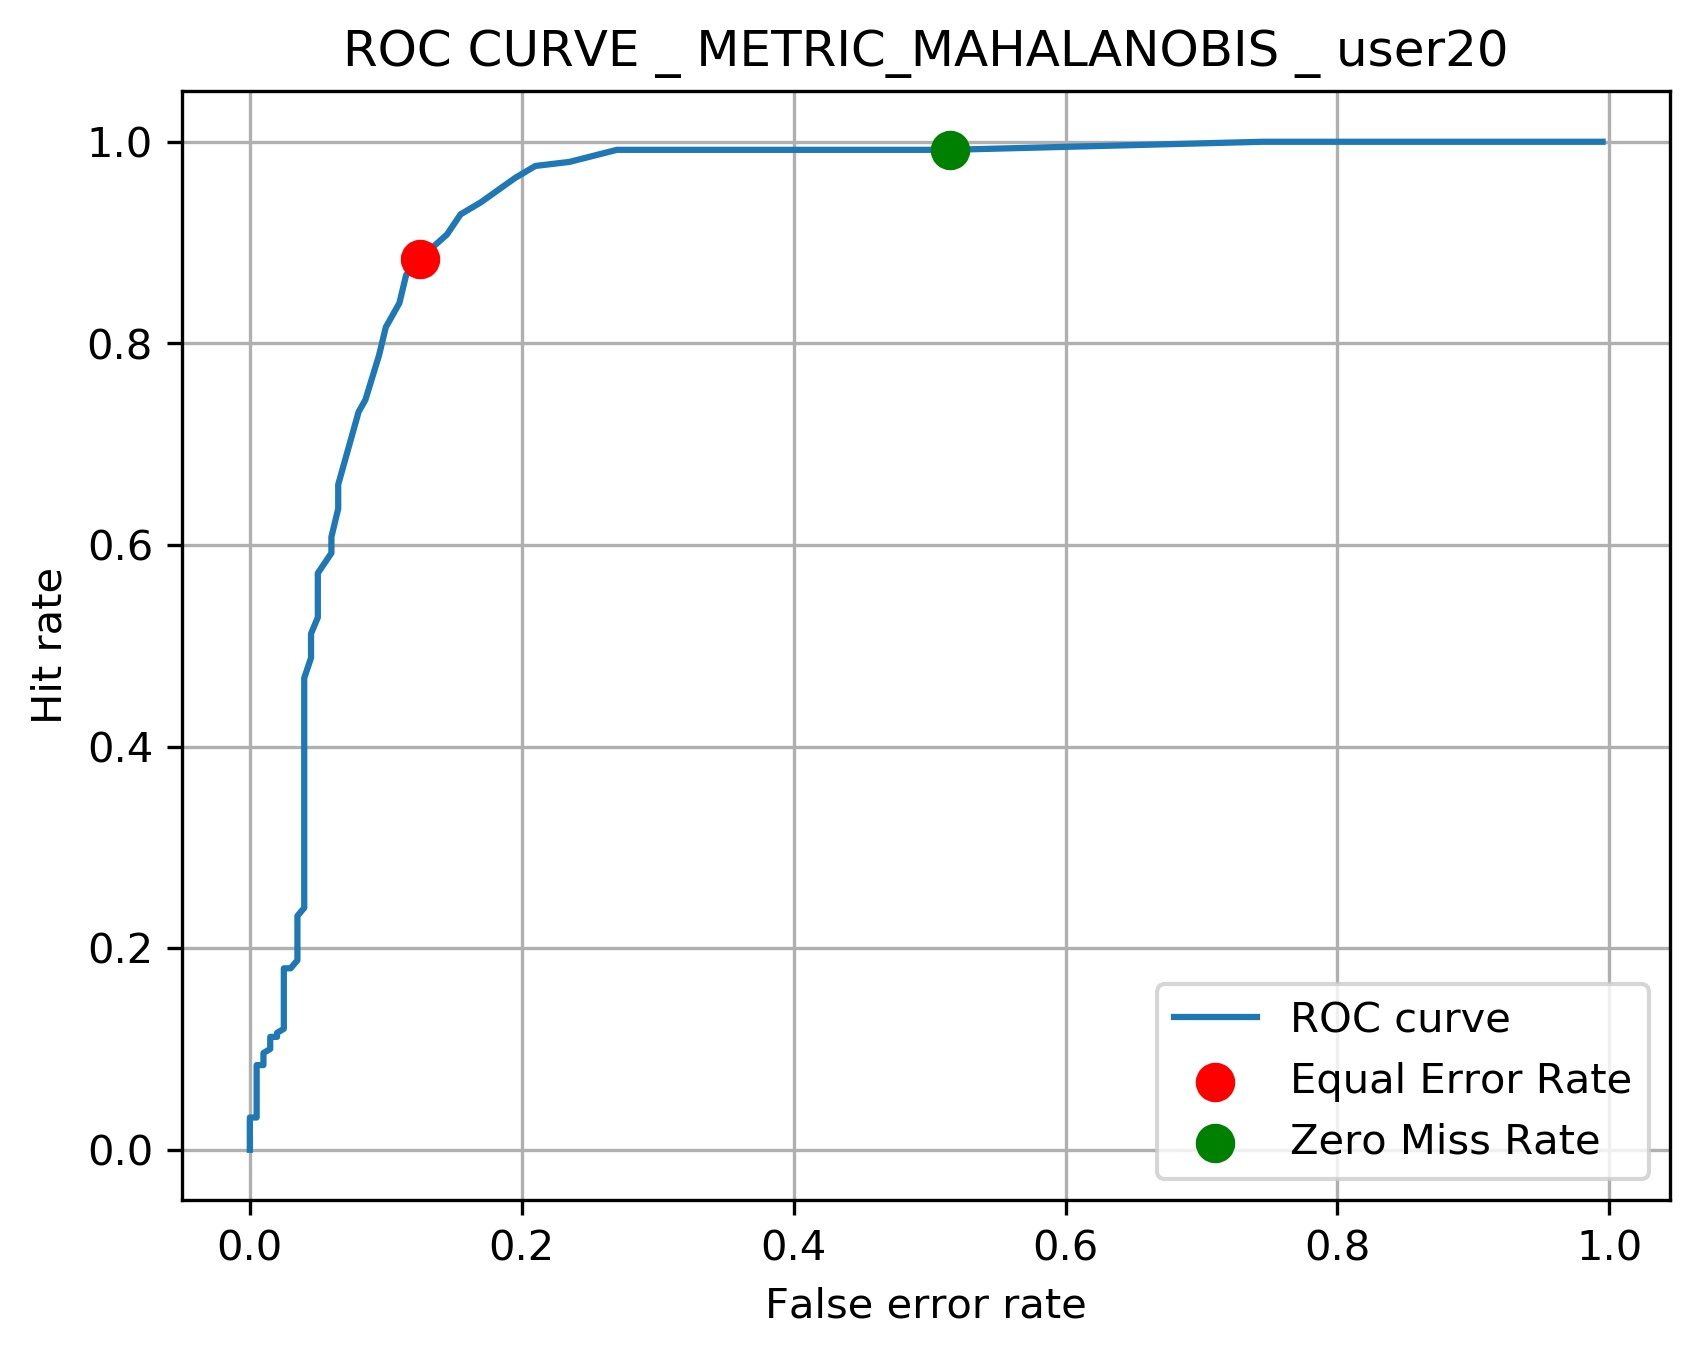 ROC CURVE _ METRIC_MAHALANOBIS _ user20
1.0
0.8
0.6
0.4
0.2
0.0
Hit rate
ROC curve
Equal Error Rate
Zero Miss Rate
0.0 0.2 0.4 0.6 0.8 1.0
False error rate